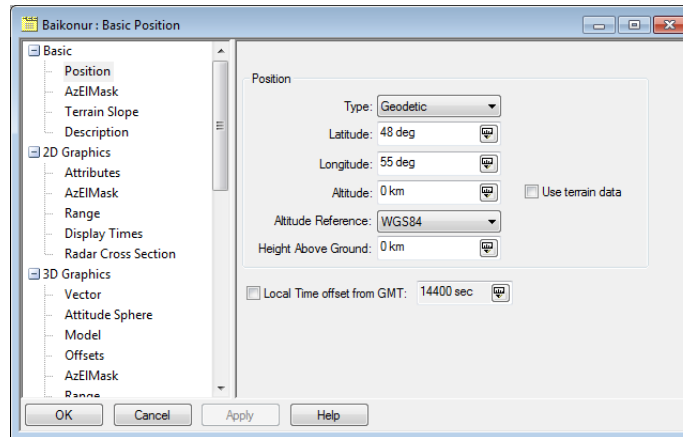 Baikonur : Basic Position
Basic
Position
AzElMask
Terrain Slope
Description
2D Graphics
Attributes
AzElMask
Range
Display Times
Radar Cross Section
3D Graphics
Vector
Attitude Sphere
Model
Offsets
AzElMask
Range
Position
Type: Geodetic
Latitude: 48 deg
Longitude: 55 deg
Altitude: 0 km Use terrain data
Altitude Reference: WGS84
Height Above Ground: 0 km
Local Time offset from GMT: 14400 sec
OK Cancel Apply Help